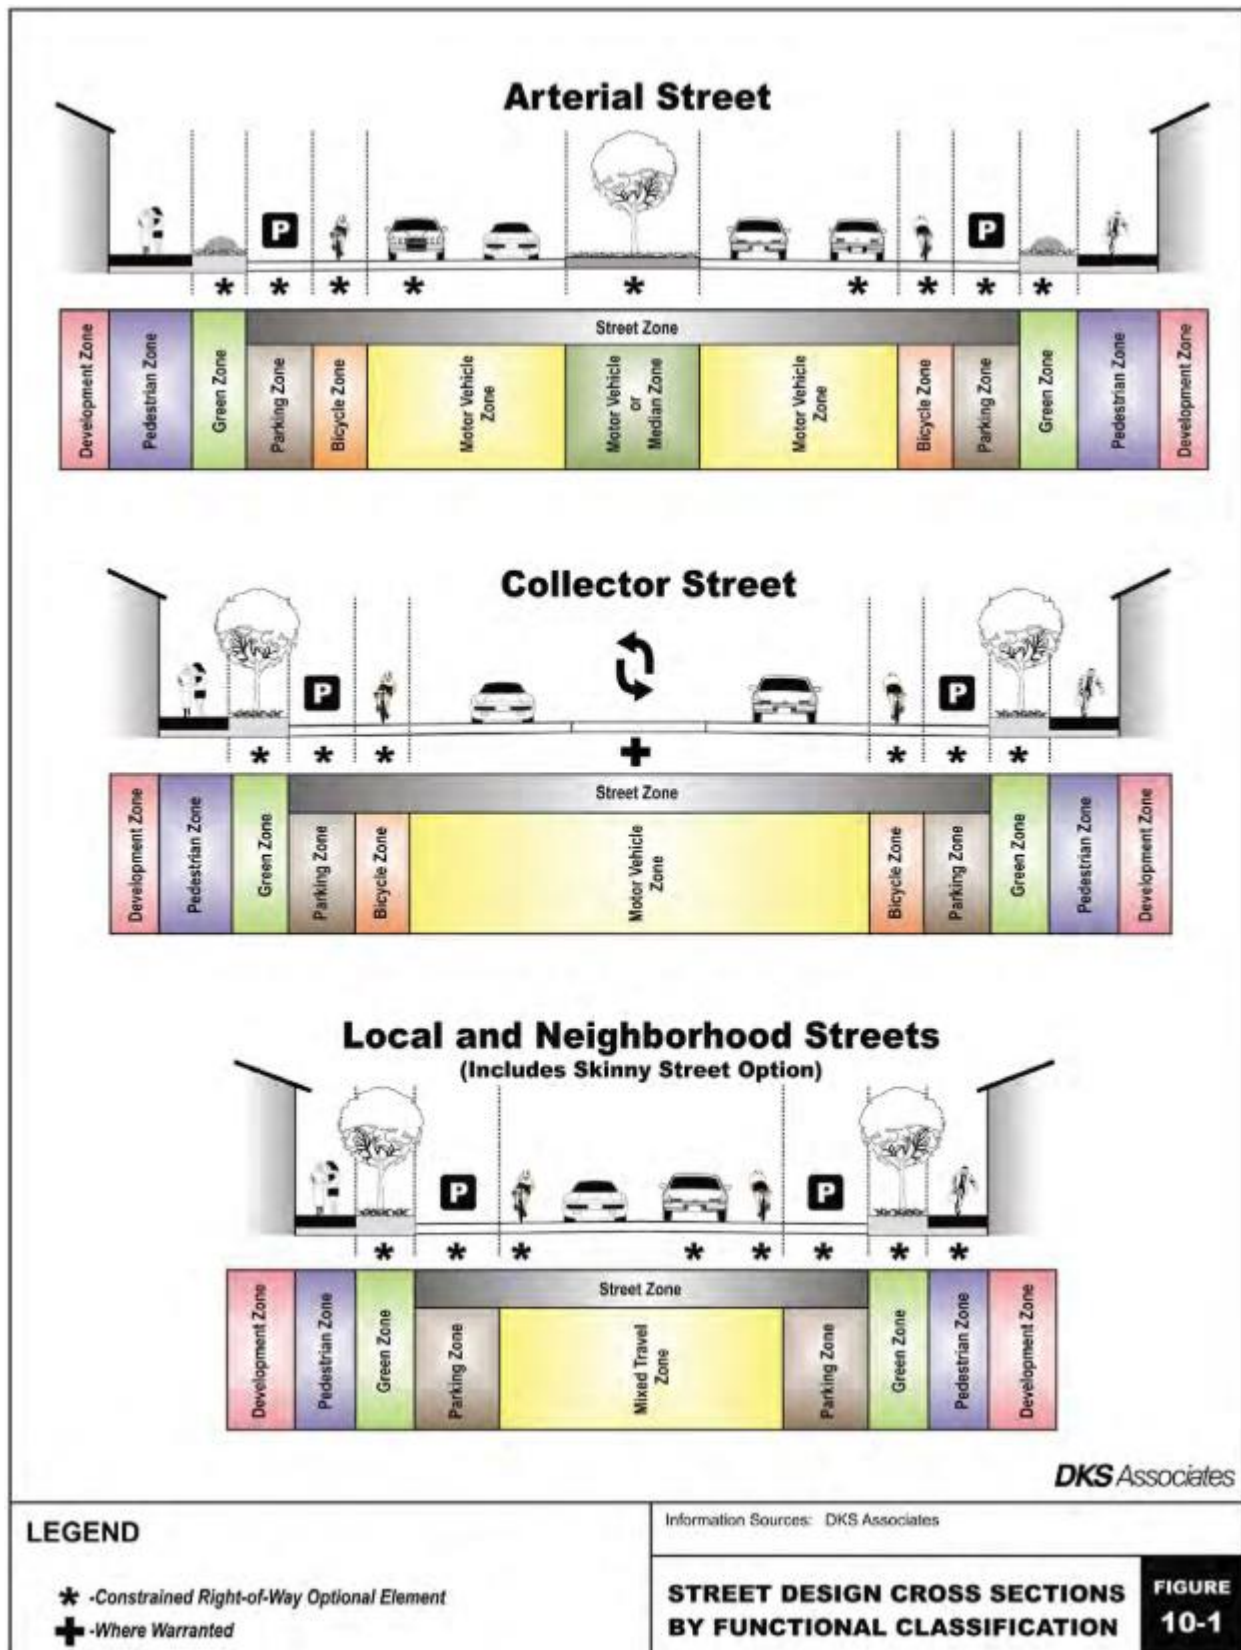 Arterial Street
P
P
* * * * * * * * *
Street Zone
Development Zone
Pedestrian Zone
Green Zone
Parking Zone
Bicycle Zone
Motor Vehicle
Zone
Motor Vehicle
or
Median Zone
Motor Vehicle
Zone
Bicycle Zone
Parking Zone
Green Zone
Pedestrian Zone
Development Zone
Collector Street
P
P
* * * + * * *
Street Zone
Development Zone
Pedestrian Zone
Green Zone
Parking Zone
Bicycle Zone
Motor Vehicle
Zone
Bicycle Zone
Parking Zone
Green Zone
Pedestrian Zone
Development Zone
Local and Neighborhood Streets
(Includes Skinny Street Option)
P
P
* * * * * * * *
Street Zone
Development Zone
Pedestrian Zone
Green Zone
Parking Zone
Mixed Travel
Zone
Parking Zone
Green Zone
Pedestrian Zone
Development Zone
DKS Associates
LEGEND
* -Constrained Right-of-Way Optional Element
+ -Where Warranted
Information Sources: DKS Associates
STREET DESIGN CROSS SECTIONS
BY FUNCTIONAL CLASSIFICATION
FIGURE
10-1